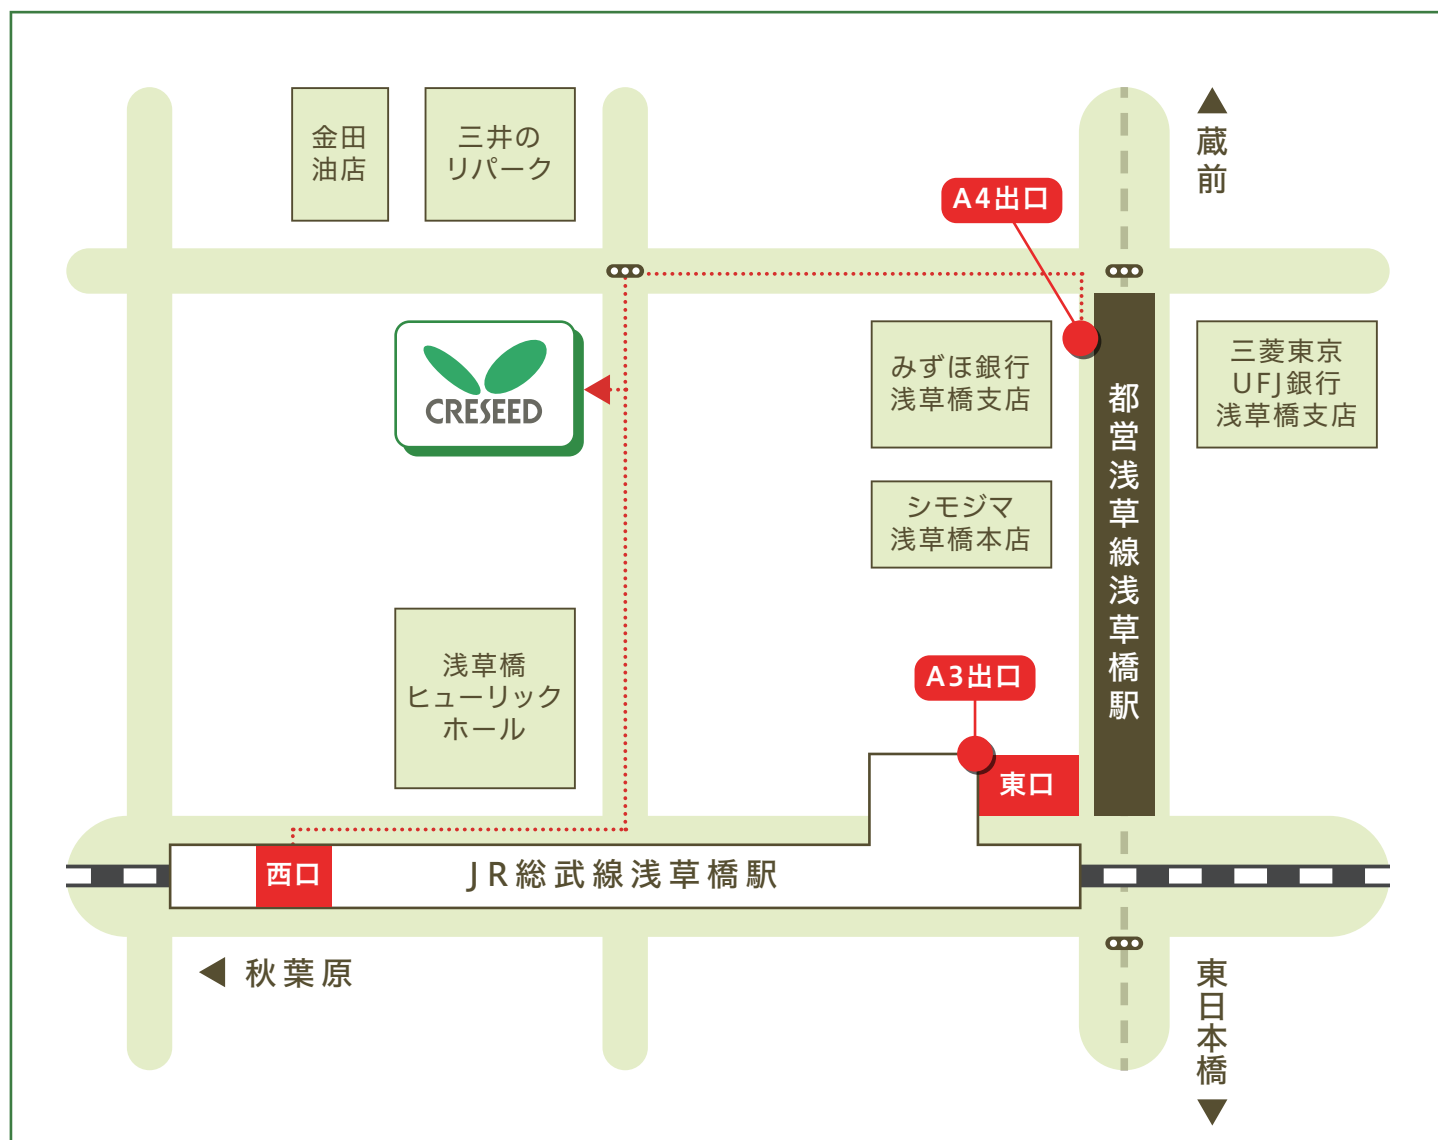 金田
油店
三井の
リパーク
蔵前
A4出口
CRESEED
みずほ銀行
浅草橋支店
三菱東京
UFJ銀行
浅草橋支店
都営浅草線浅草橋駅
シモジマ
浅草橋本店
浅草橋
ヒューリック
ホール
A3出口
東口
西口
JR総武線浅草橋駅
秋葉原
東日本橋